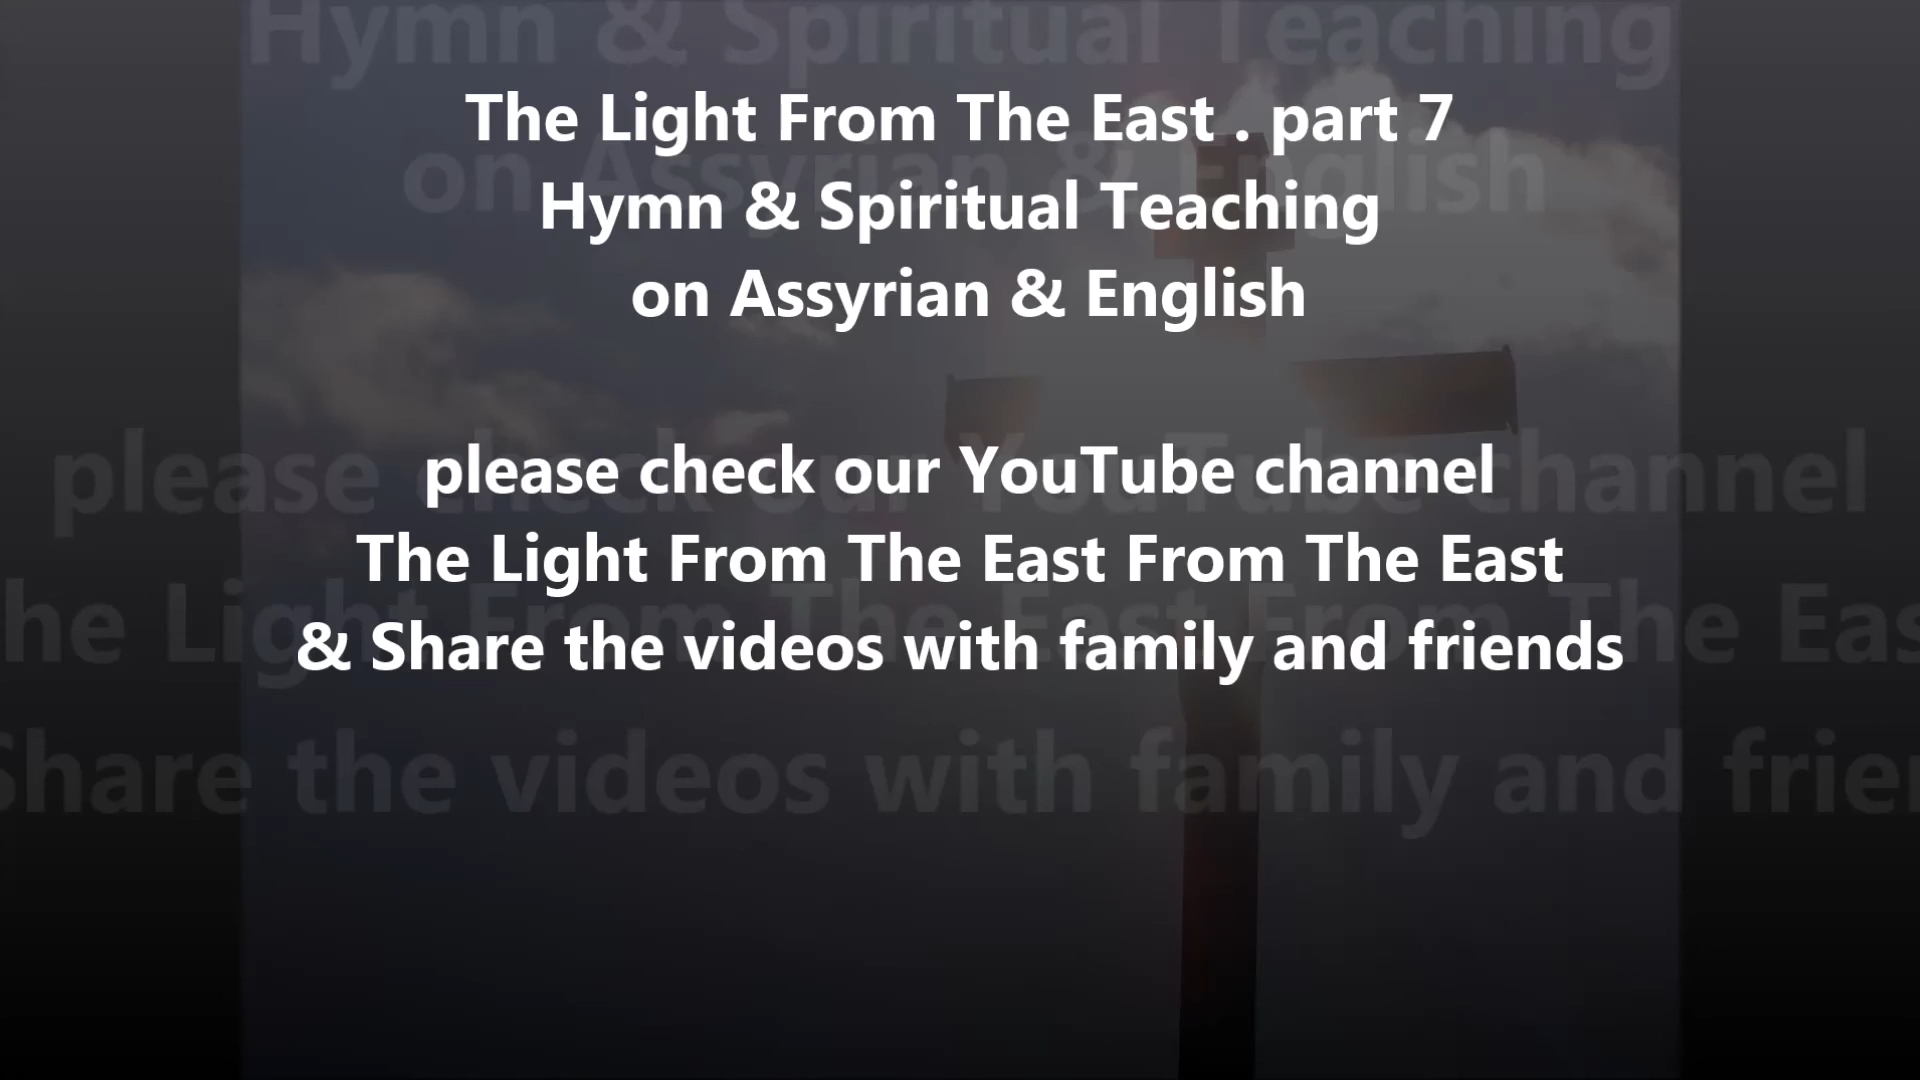 The Light From The East . part 7
Hymn & Spiritual Teaching
on Assyrian & English
please check our YouTube channel
The Light From The East From The East
& Share the videos with family and friends